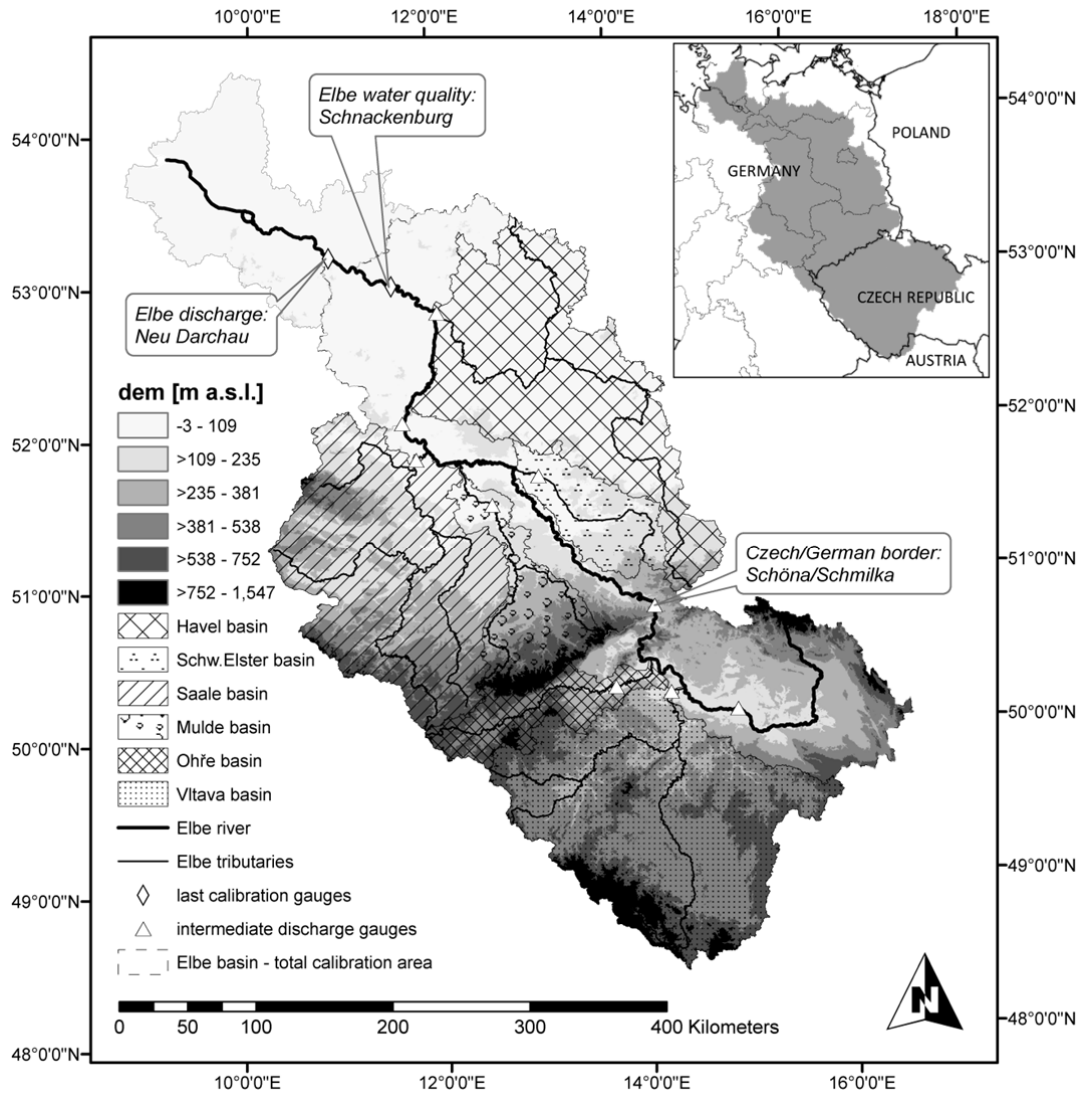 10°0'0"E
12°0'0"E
14°0'0"E
16°0'0"E
18°0'0"E
54°0'0"N
53°0'0"N
52°0'0"N
51°0'0"N
50°0'0"N
49°0'0"N
48°0'0"N
54°0'0"N
53°0'0"N
52°0'0"N
51°0'0"N
50°0'0"N
49°0'0"N
48°0'0"N
Elbe water quality:
Schnackenburg
POLAND
GERMANY
CZECH REPUBLIC
AUSTRIA
Elbe discharge:
Neu Darchau
Czech/German border:
Schöna/Schmilka
dem [m a.s.l.]
-3 - 109
>109 - 235
>235 - 381
>381 - 538
>538 - 752
>752 - 1,547
Havel basin
Schw.Elster basin
Saale basin
Mulde basin
Ohře basin
Vltava basin
Elbe river
Elbe tributaries
last calibration gauges
intermediate discharge gauges
Elbe basin - total calibration area
0 50 100 200 300 400 Kilometers
N
10°0'0"E
12°0'0"E
14°0'0"E
16°0'0"E